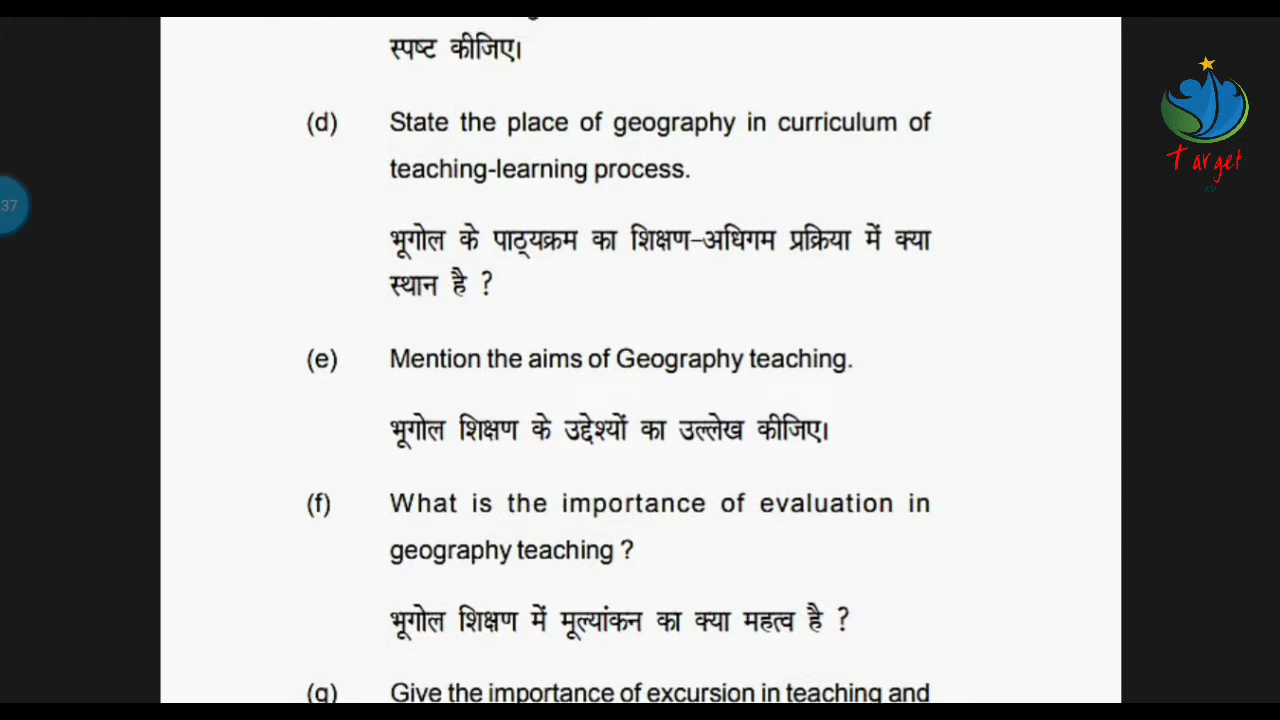 स्पष्ट कीजिए।
(d) State the place of geography in curriculum of
teaching-learning process.
भूगोल के पाठ्यक्रम का शिक्षण-अधिगम प्रक्रिया में क्या
स्थान है ?
(e) Mention the aims of Geography teaching.
भूगोल शिक्षण के उद्देश्यों का उल्लेख कीजिए।
(f) What is the importance of evaluation in
geography teaching ?
भूगोल शिक्षण में मूल्यांकन का क्या महत्व है ?
(g) Give the importance of excursion in teaching and
37
Target